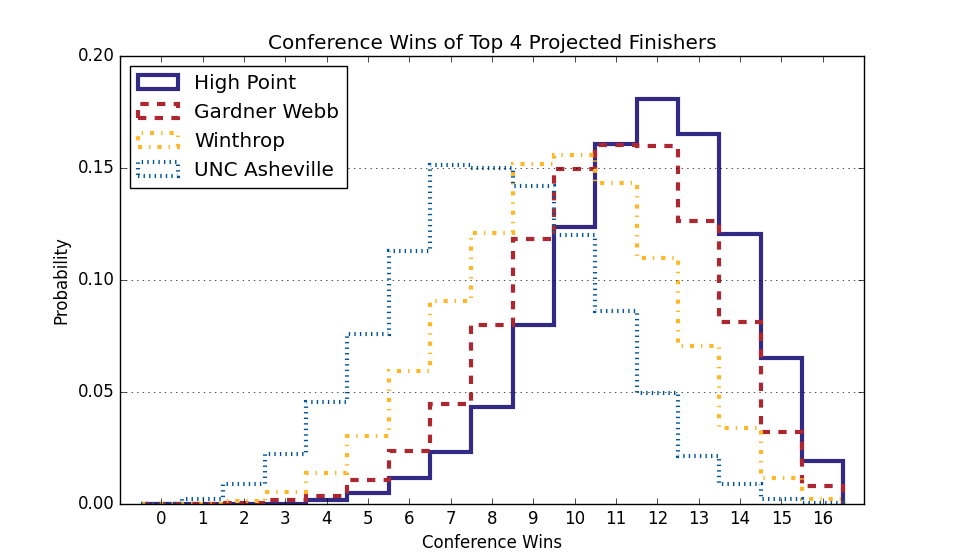 Conference Wins of Top 4 Projected Finishers
High Point
Gardner Webb
Winthrop
UNC Asheville
0.20
0.15
0.10
0.05
0.00
Probability
0 1 2 3 4 5 6 7 8 9 10 11 12 13 14 15 16
Conference Wins